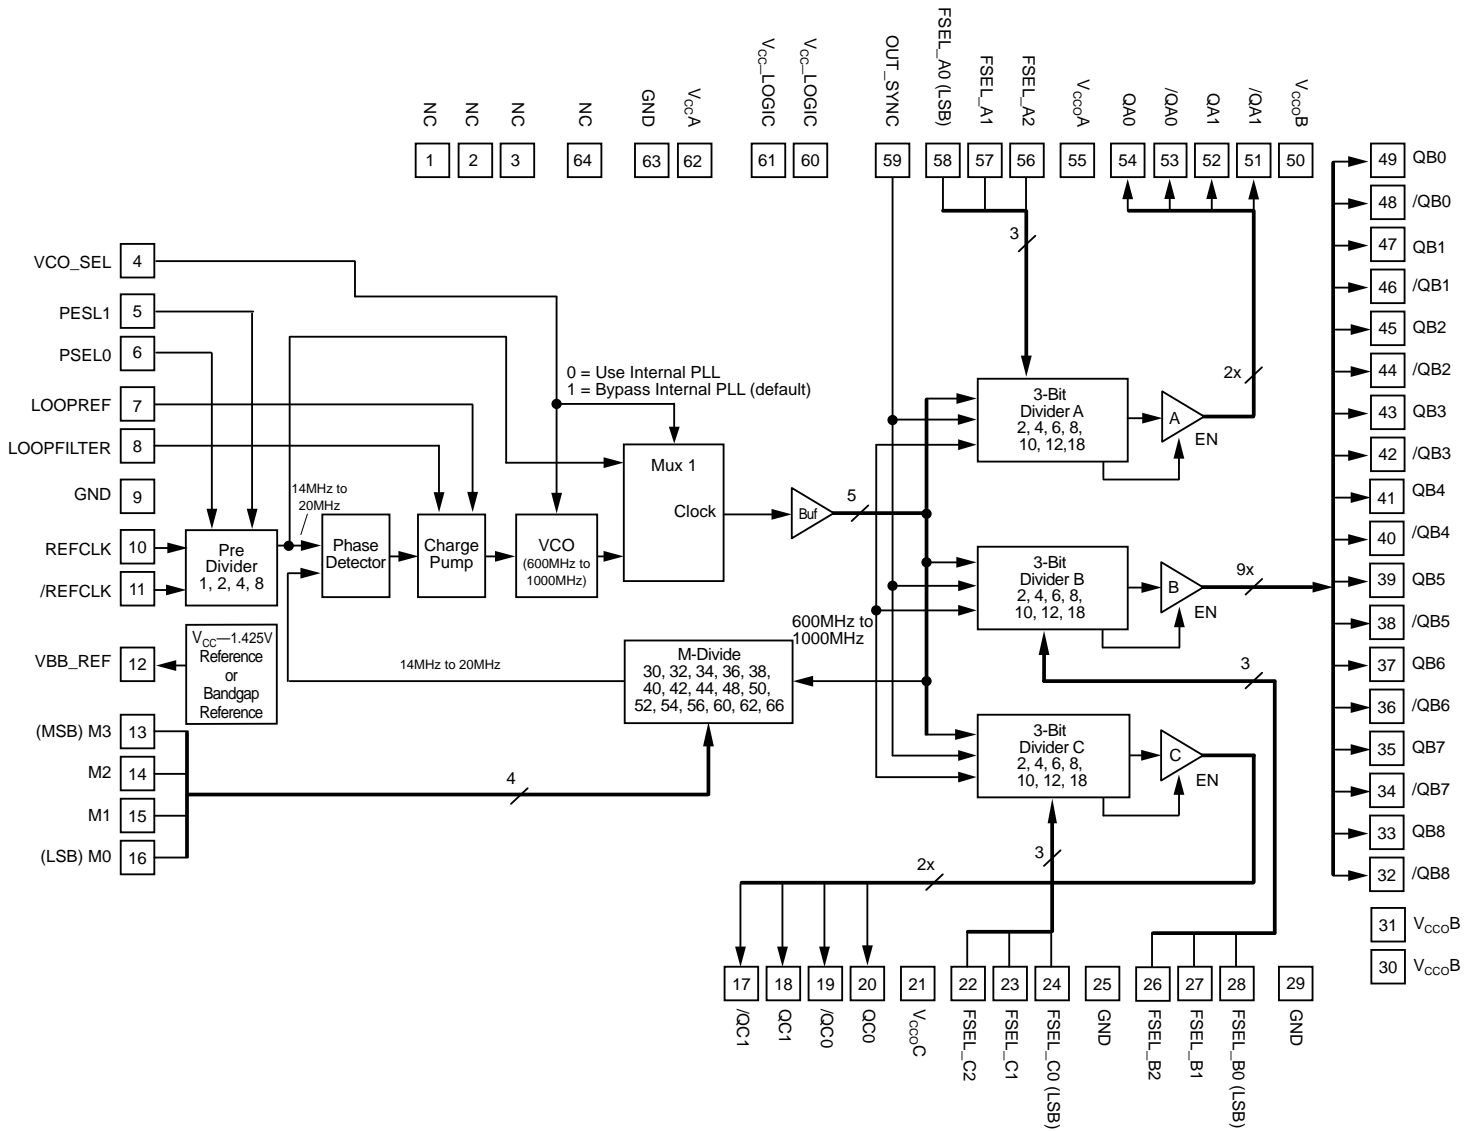 NC
NC
NC
NC
GND
VCCA
VCC_LOGIC
VCC_LOGIC
OUT_SYNC
FSEL_A0 (LSB)
FSEL_A1
FSEL_A2
VCCOA
QA0
/QA0
QA1
/QA1
VCCOB
1
2
3
64
63
62
61
60
59
58
57
56
55
54
53
52
51
50
49 QB0
48 /QB0
47 QB1
46 /QB1
45 QB2
44 /QB2
43 QB3
42 /QB3
41 QB4
40 /QB4
39 QB5
38 /QB5
37 QB6
36 /QB6
35 QB7
34 /QB7
33 QB8
32 /QB8
31 VCCOB
30 VCCOB
VCO_SEL 4
PESL1 5
PSEL0 6
LOOPREF 7
LOOPFILTER 8
GND 9
REFCLK 10
/REFCLK 11
VBB_REF 12
(MSB) M3 13
M2 14
M1 15
(LSB) M0 16
0 = Use Internal PLL
1 = Bypass Internal PLL (default)
14MHz to
20MHz
Pre
Divider
1, 2, 4, 8
Phase
Detector
Charge
Pump
VCO
(600MHz to
1000MHz)
Mux 1
Clock
Buf
5
3
3-Bit
Divider A
2, 4, 6, 8,
10, 12,18
A
EN
2x
3-Bit
Divider B
2, 4, 6, 8,
10, 12, 18
B
EN
9x
3
600MHz to
1000MHz
VCC—1.425V
Reference
or
Bandgap
Reference
14MHz to 20MHz
M-Divide
30, 32, 34, 36, 38,
40, 42, 44, 48, 50,
52, 54, 56, 60, 62, 66
4
3-Bit
Divider C
2, 4, 6, 8,
10, 12, 18
C
EN
3
2x
17
18
19
20
21
22
23
24
25
26
27
28
29
/QC1
QC1
/QC0
QC0
VCCOC
FSEL_C2
FSEL_C1
FSEL_C0 (LSB)
GND
FSEL_B2
FSEL_B1
FSEL_B0 (LSB)
GND